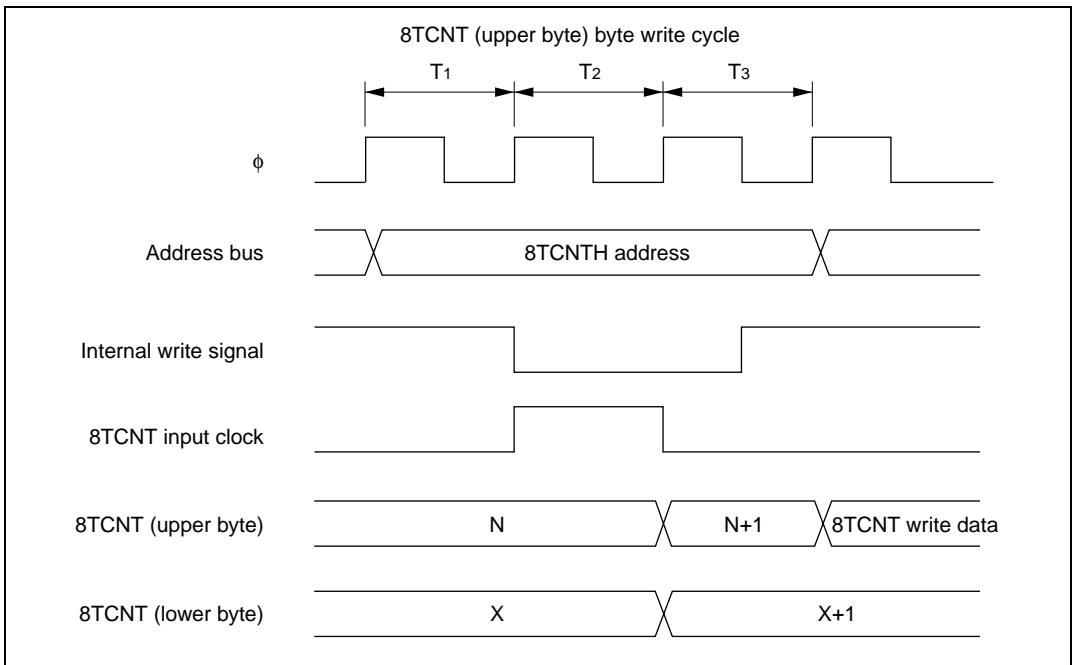 8TCNT (upper byte) byte write cycle
T1 T2 T3
φ
Address bus 8TCNTH address
Internal write signal
8TCNT input clock
8TCNT (upper byte) N N+1 8TCNT write data
8TCNT (lower byte) X X+1